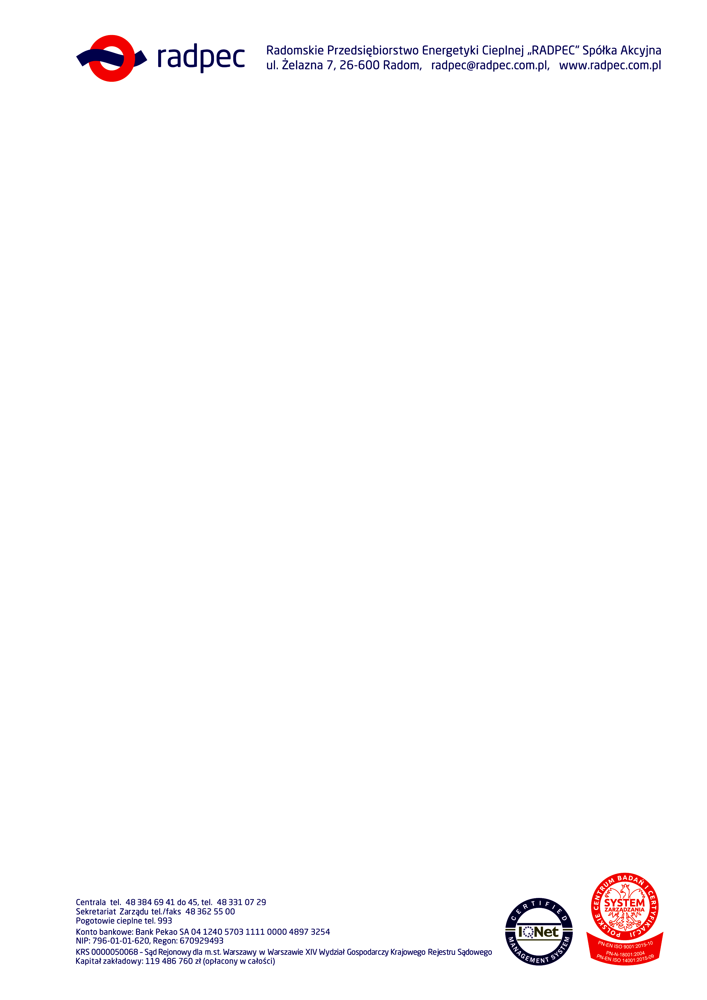 radpec
Radomskie Przedsiębiorstwo Energetyki Cieplnej „RADPEC” Spółka Akcyjna
ul. Żelazna 7, 26-600 Radom, radpec@radpec.com.pl, www.radpec.com.pl
Centrala tel. 48 384 69 41 do 45, tel. 48 331 07 29
Sekretariat Zarządu tel./faks 48 362 55 00
Pogotowie cieplne tel. 993
Konto bankowe: Bank Pekao SA 04 1240 5703 1111 0000 4897 3254
NIP: 796-01-01-620, Regon: 670929493
KRS 0000050068 – Sąd Rejonowy dla m.st. Warszawy w Warszawie XIV Wydział Gospodarczy Krajowego Rejestru Sądowego
Kapitał zakładowy: 119 486 760 zł (opłacony w całości)
CERTIFIED
IQNet
MANAGEMENT SYSTEM
POLSKIE CENTRUM BADAŃ I CERTYFIKACJI
SYSTEM
ZARZĄDZANIA
PN-EN ISO 9001:2015-10
PN-N-18001:2004
PN-EN ISO 14001:2015-09